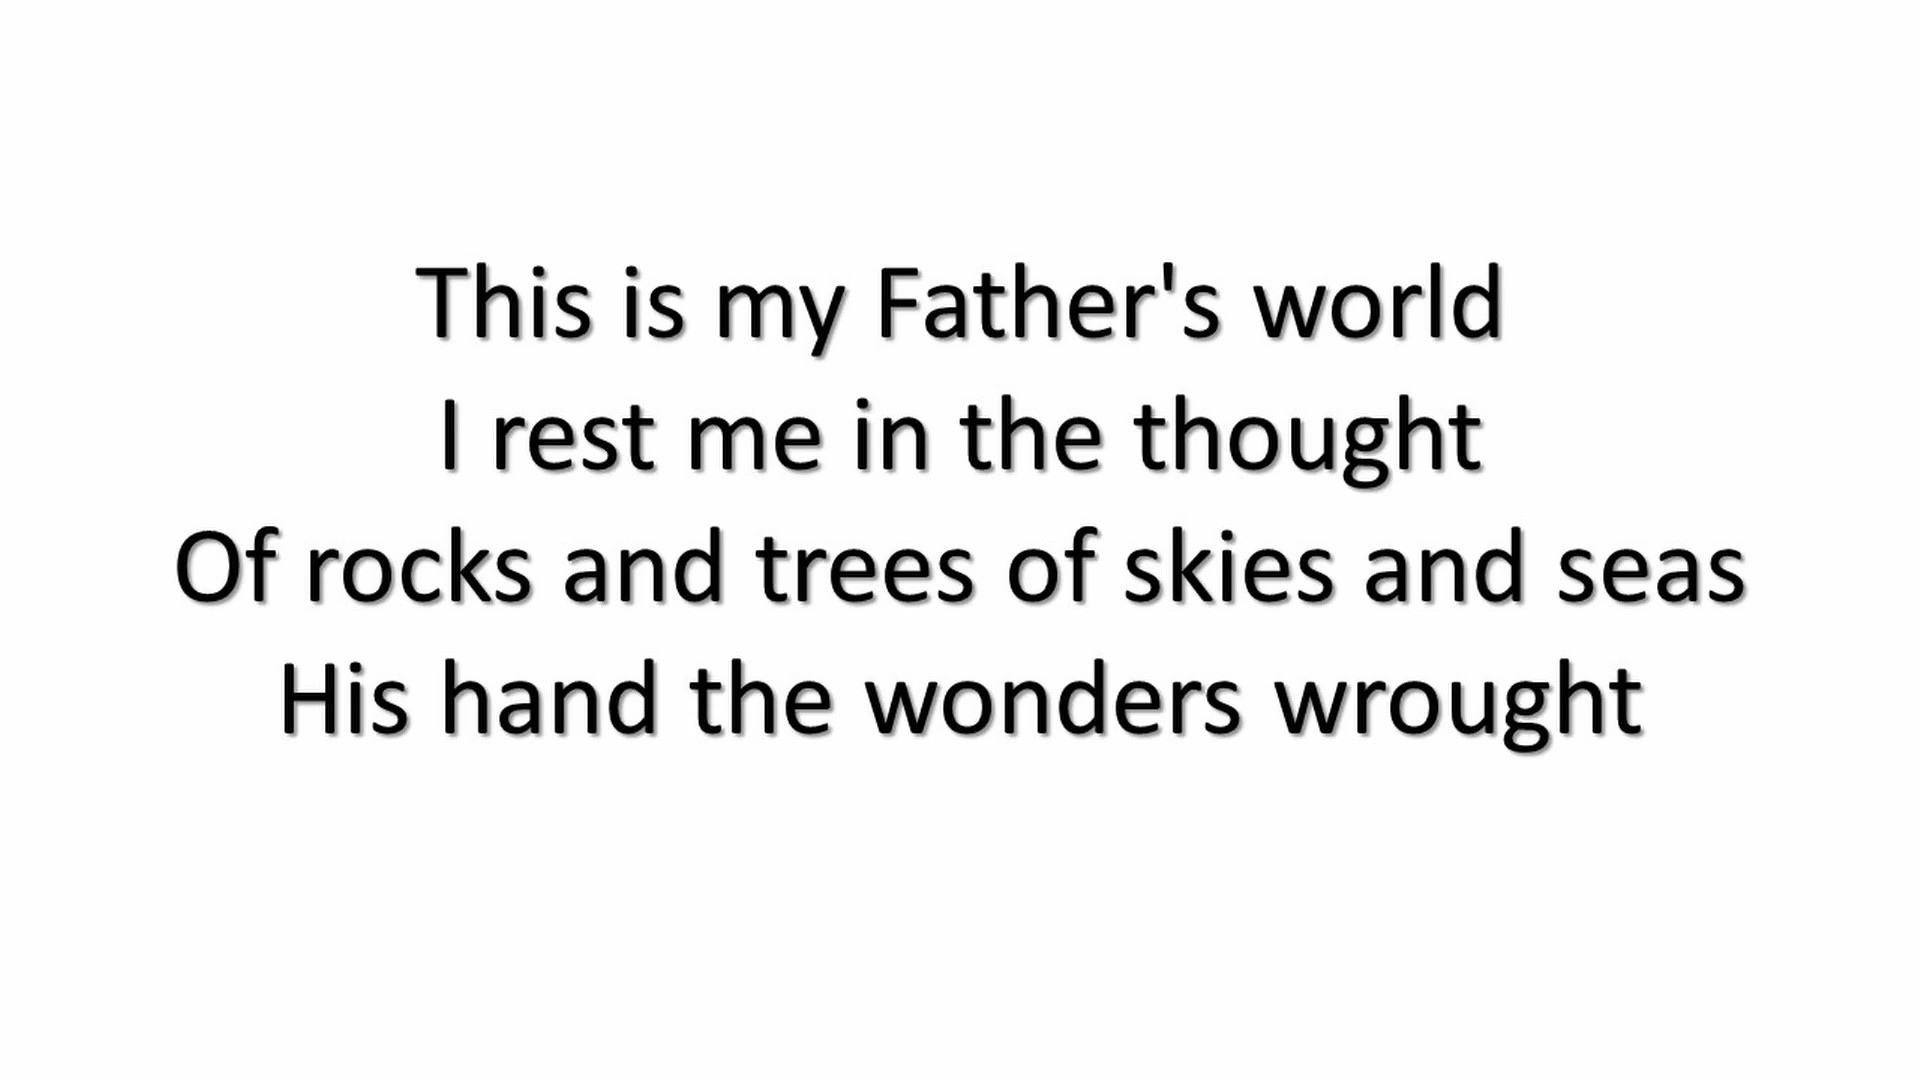 This is my Father's world
I rest me in the thought
Of rocks and trees of skies and seas
His hand the wonders wrought